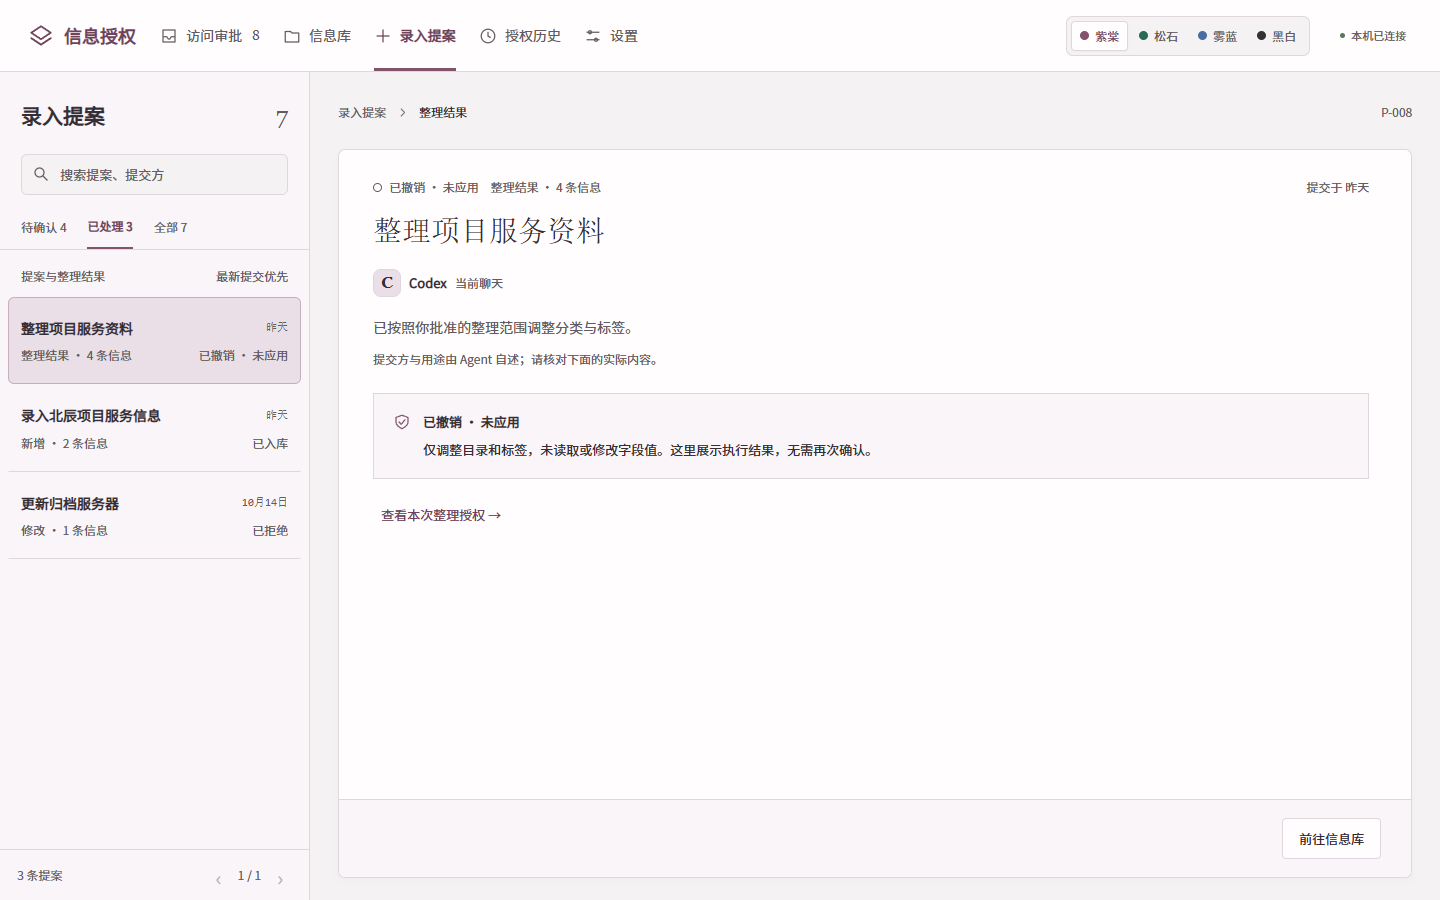 信息授权
访问审批 8
信息库
录入提案
授权历史
设置
紫棠
松石
雾蓝
黑白
本机已连接
录入提案
7
搜索提案、提交方
待确认 4
已处理 3
全部 7
提案与整理结果
最新提交优先
整理项目服务资料
昨天
整理结果 · 4 条信息
已撤销 · 未应用
录入北辰项目服务信息
昨天
新增 · 2 条信息
已入库
更新归档服务器
10月14日
修改 · 1 条信息
已拒绝
3 条提案
‹ 1 / 1 ›
录入提案 > 整理结果
P-008
已撤销 · 未应用 整理结果 · 4 条信息
提交于 昨天
整理项目服务资料
C Codex 当前聊天
已按照你批准的整理范围调整分类与标签。
提交方与用途由 Agent 自述；请核对下面的实际内容。
已撤销 · 未应用
仅调整目录和标签，未读取或修改字段值。这里展示执行结果，无需再次确认。
查看本次整理授权 →
前往信息库